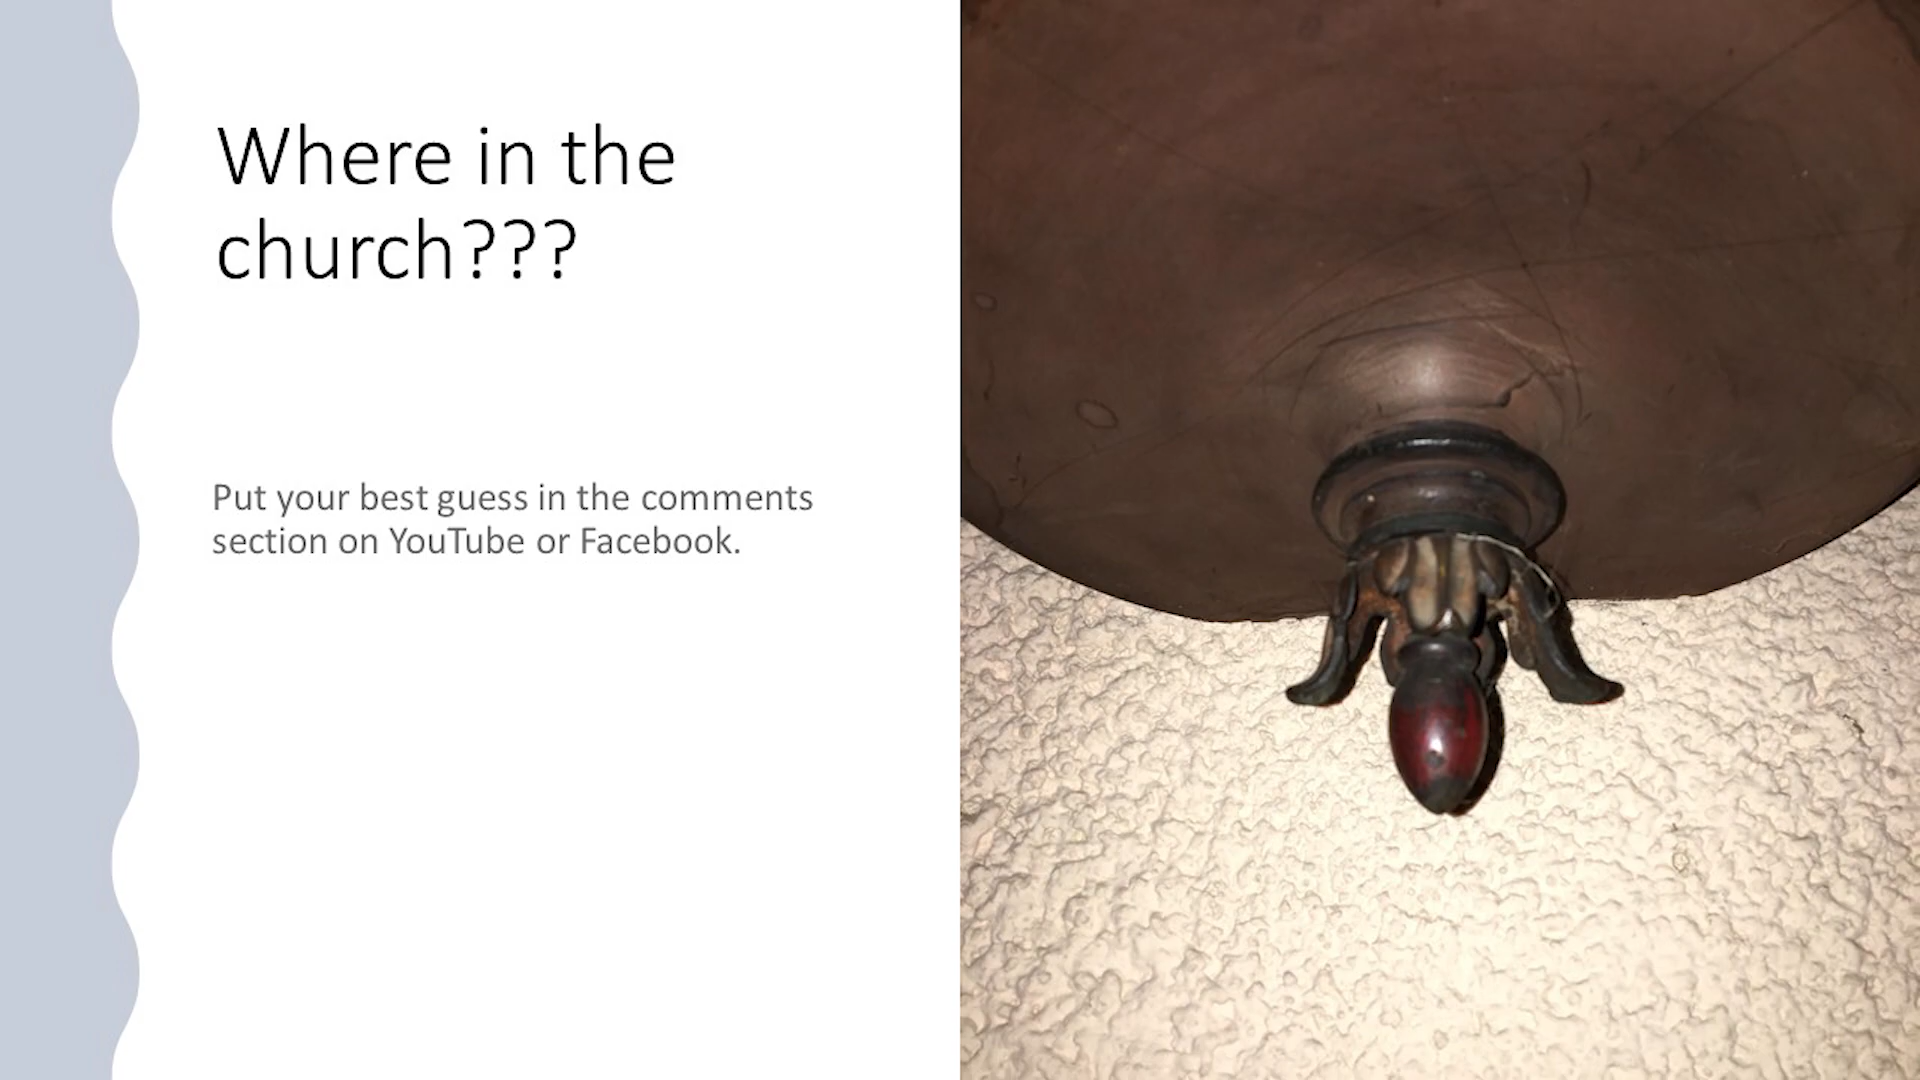 Where in the
church???
Put your best guess in the comments
section on YouTube or Facebook.